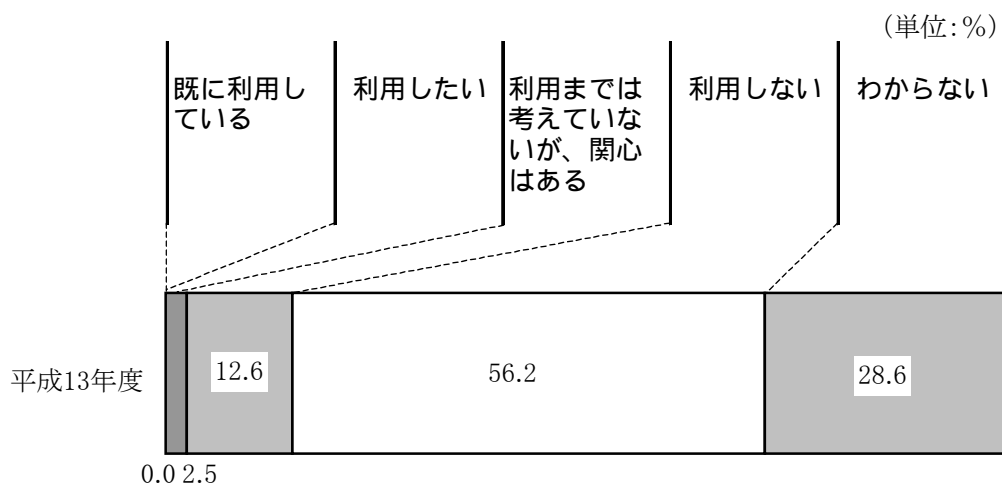 （単位：％）
既に利用し
ている
利用したい
利用までは
考えていな
いが、関心
はある
利用しない
わからない
平成13年度
12.6
56.2
28.6
0.0 2.5